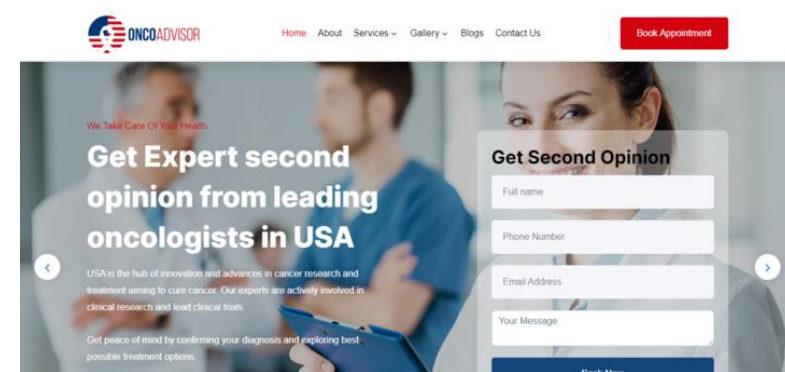 ONCOADVISOR
Home About Services Gallery Blogs Contact Us
Book Appointment
We Take Care Of Your Health
Get Expert second
opinion from leading
oncologists in USA
USA is the hub of innovation and advances in cancer research and
treatment aiming to cure cancer. Our experts are actively involved in
clinical research and lead clinical trials
Get peace of mind by confirming your diagnosis and exploring best
possible treatment options.
Get Second Opinion
Full name
Phone Number
Email Address
Your Message
Book Now